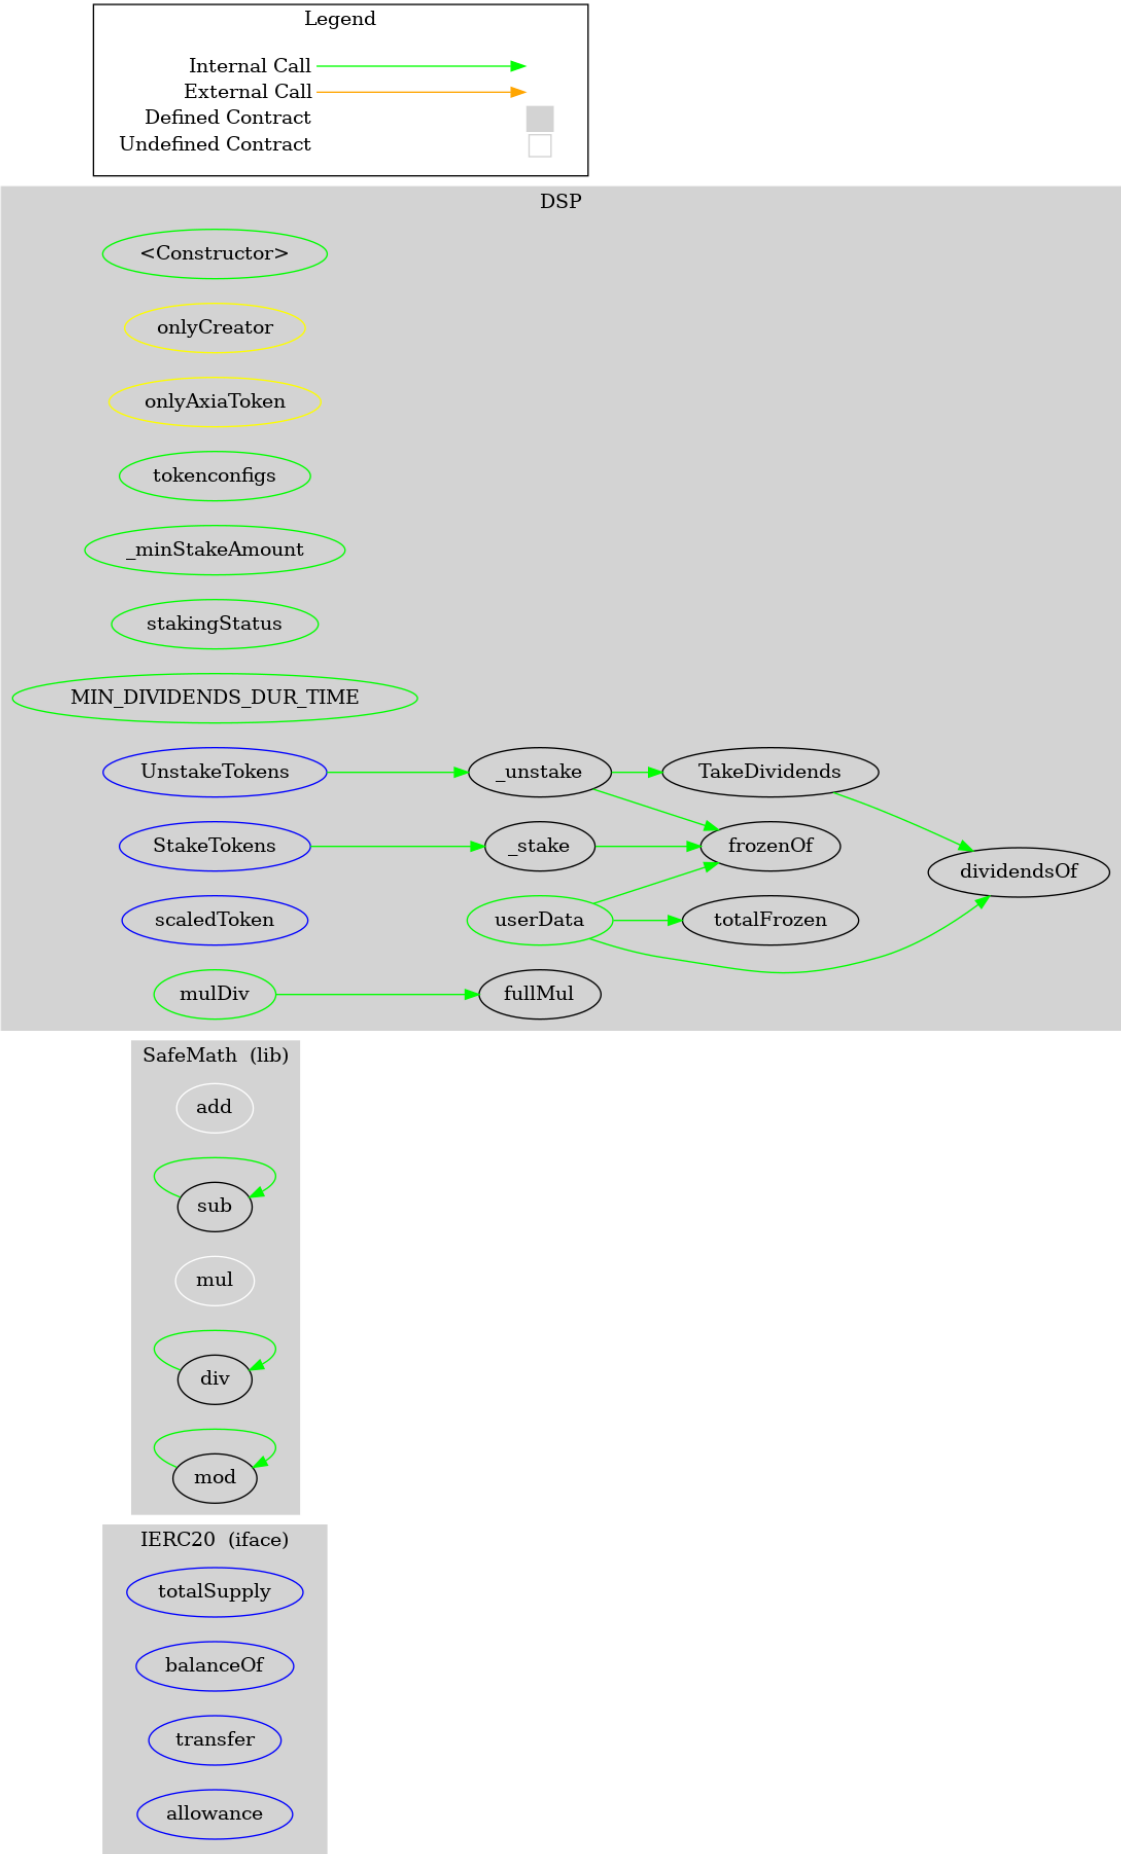 Legend
Internal Call
External Call
Defined Contract
Undefined Contract
DSP
<Constructor>
onlyCreator
onlyAxiaToken
tokenconfigs
_minStakeAmount
stakingStatus
MIN_DIVIDENDS_DUR_TIME
UnstakeTokens _unstake TakeDividends
StakeTokens _stake frozenOf
dividendsOf
scaledToken userData totalFrozen
mulDiv fullMul
SafeMath (lib)
add
sub
mul
div
mod
IERC20 (iface)
totalSupply
balanceOf
transfer
allowance